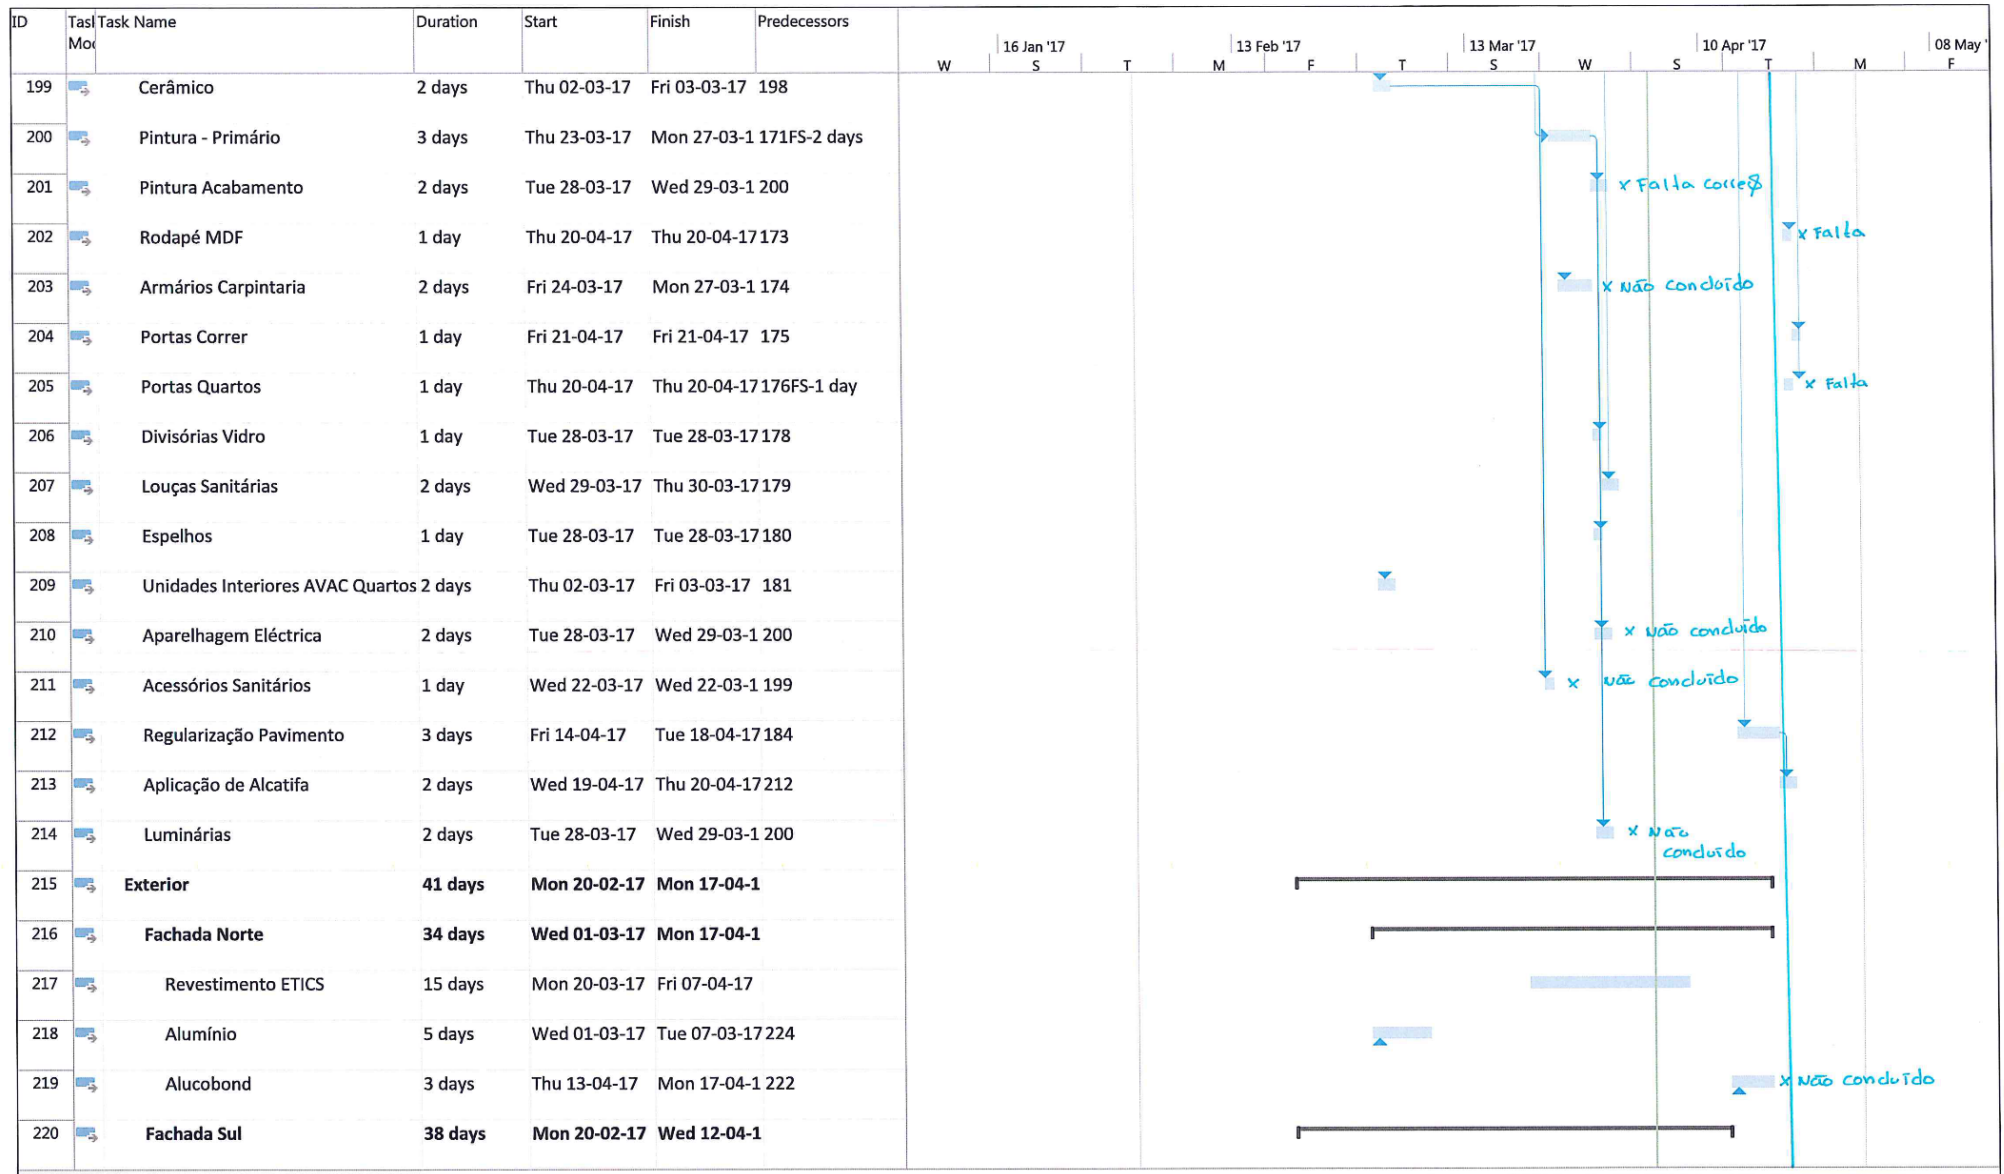 ID Task Name Duration Start Finish Predecessors
16 Jan '17 13 Feb '17 13 Mar '17 10 Apr '17 08 May '
W S T M F T S W S T M F
199 Cerâmico 2 days Thu 02-03-17 Fri 03-03-17 198
200 Pintura - Primário 3 days Thu 23-03-17 Mon 27-03-1 171FS-2 days
201 Pintura Acabamento 2 days Tue 28-03-17 Wed 29-03-1 200 x Falta
202 Rodapé MDF 1 day Thu 20-04-17 Thu 20-04-17 173 x Falta
203 Armários Carpintaria 2 days Fri 24-03-17 Mon 27-03-1 174 x Não concluído
204 Portas Correr 1 day Fri 21-04-17 Fri 21-04-17 175
205 Portas Quartos 1 day Thu 20-04-17 Thu 20-04-17 176FS-1 day x Falta
206 Divisórias Vidro 1 day Tue 28-03-17 Tue 28-03-17 178
207 Louças Sanitárias 2 days Wed 29-03-17 Thu 30-03-17 179
208 Espelhos 1 day Tue 28-03-17 Tue 28-03-17 180
209 Unidades Interiores AVAC Quartos 2 days Thu 02-03-17 Fri 03-03-17 181
210 Aparelhagem Eléctrica 2 days Tue 28-03-17 Wed 29-03-1 200 x Não concluído
211 Acessórios Sanitários 1 day Wed 22-03-17 Wed 22-03-1 199 x Não concluído
212 Regularização Pavimento 3 days Fri 14-04-17 Tue 18-04-17 184
213 Aplicação de Alcatifa 2 days Wed 19-04-17 Thu 20-04-17 212
214 Luminárias 2 days Tue 28-03-17 Wed 29-03-1 200 x Não
concluído
215 Exterior 41 days Mon 20-02-17 Mon 17-04-1
216 Fachada Norte 34 days Wed 01-03-17 Mon 17-04-1
217 Revestimento ETICS 15 days Mon 20-03-17 Fri 07-04-17
218 Alumínio 5 days Wed 01-03-17 Tue 07-03-17 224
219 Alucobond 3 days Thu 13-04-17 Mon 17-04-1 222 x Não concluído
220 Fachada Sul 38 days Mon 20-02-17 Wed 12-04-1